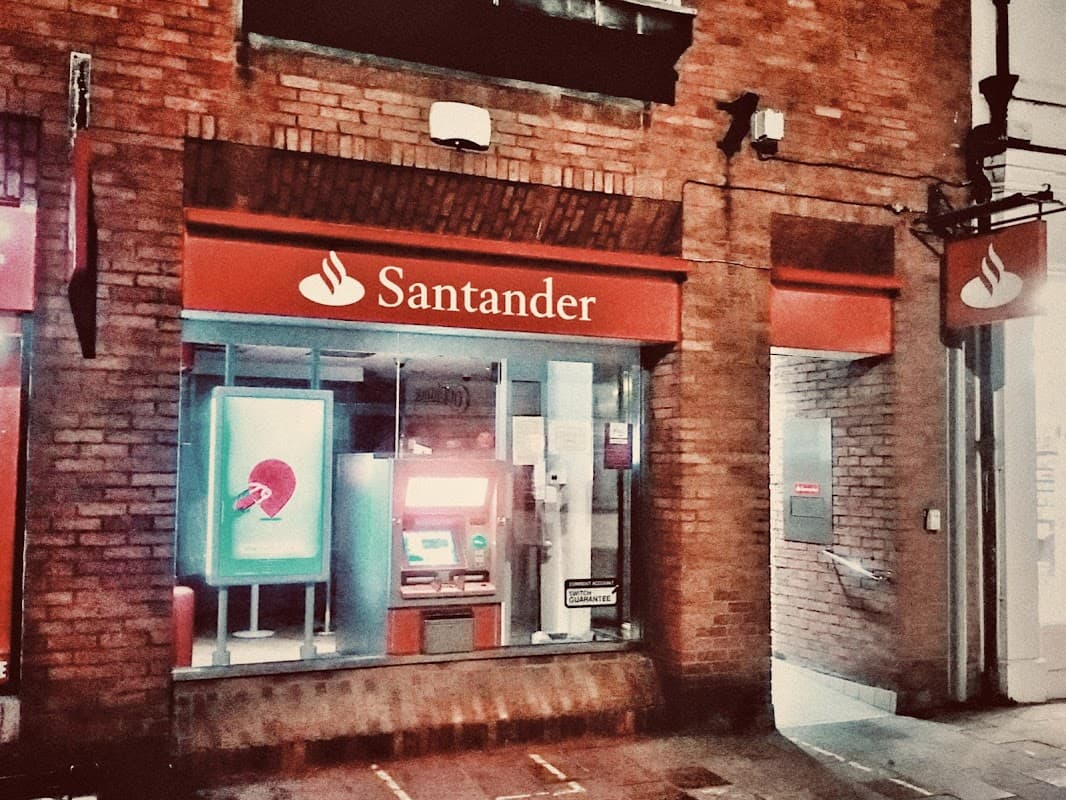 Santander
CURRENT ACCOUNT
SWITCH
GUARANTEE